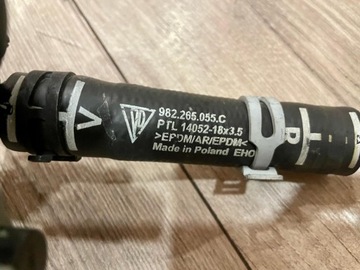 982.265.055.C
PTL 14052-18x3.5
>EPDM/AR/EPDM<
Made in Poland EHO